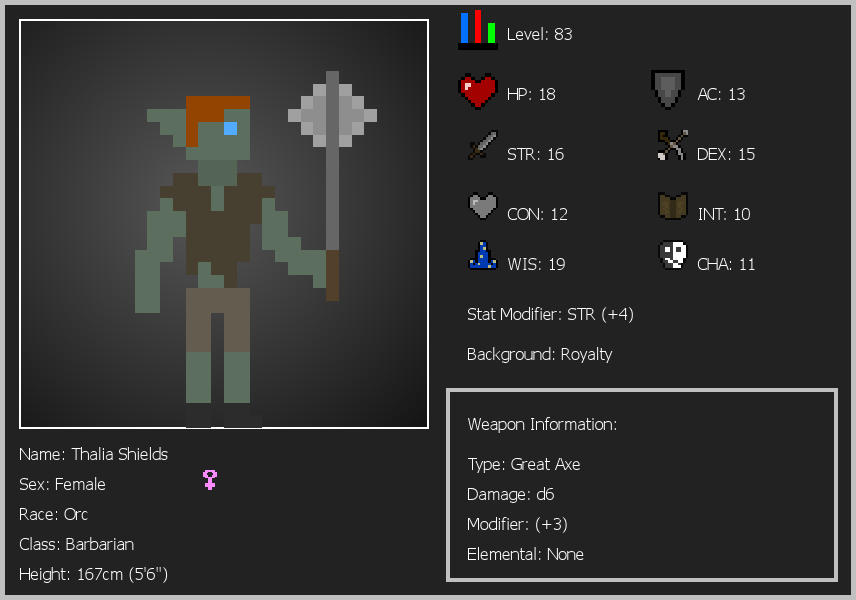 Level: 83
HP: 18
AC: 13
STR: 16
DEX: 15
CON: 12
INT: 10
WIS: 19
CHA: 11
Stat Modifier: STR (+4)
Background: Royalty
Weapon Information:
Type: Great Axe
Damage: d6
Modifier: (+3)
Elemental: None
Name: Thalia Shields
Sex: Female
Race: Orc
Class: Barbarian
Height: 167cm (5'6")